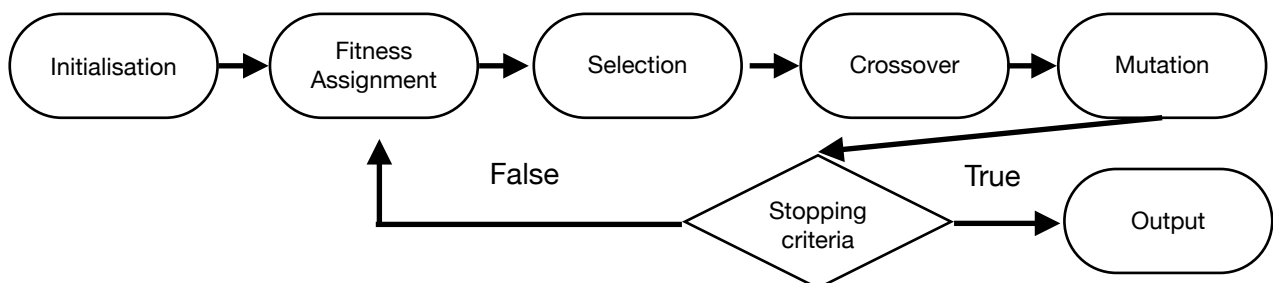 Initialisation
Fitness
Assignment
Selection
Crossover
Mutation
False
True
Stopping
criteria
Output